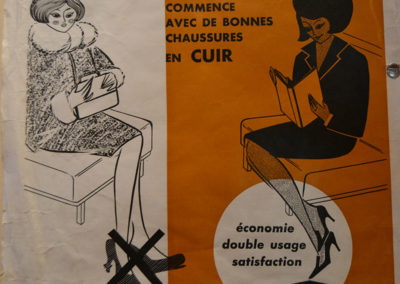 COMMENCE
AVEC DE BONNES
CHAUSSURES
EN CUIR
économie
double usage
satisfaction